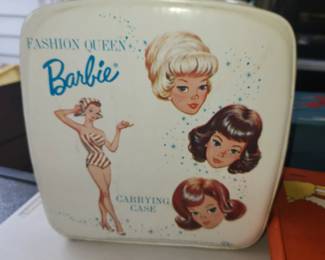 FASHION QUEEN
Barbie®
CARRYING
CASE